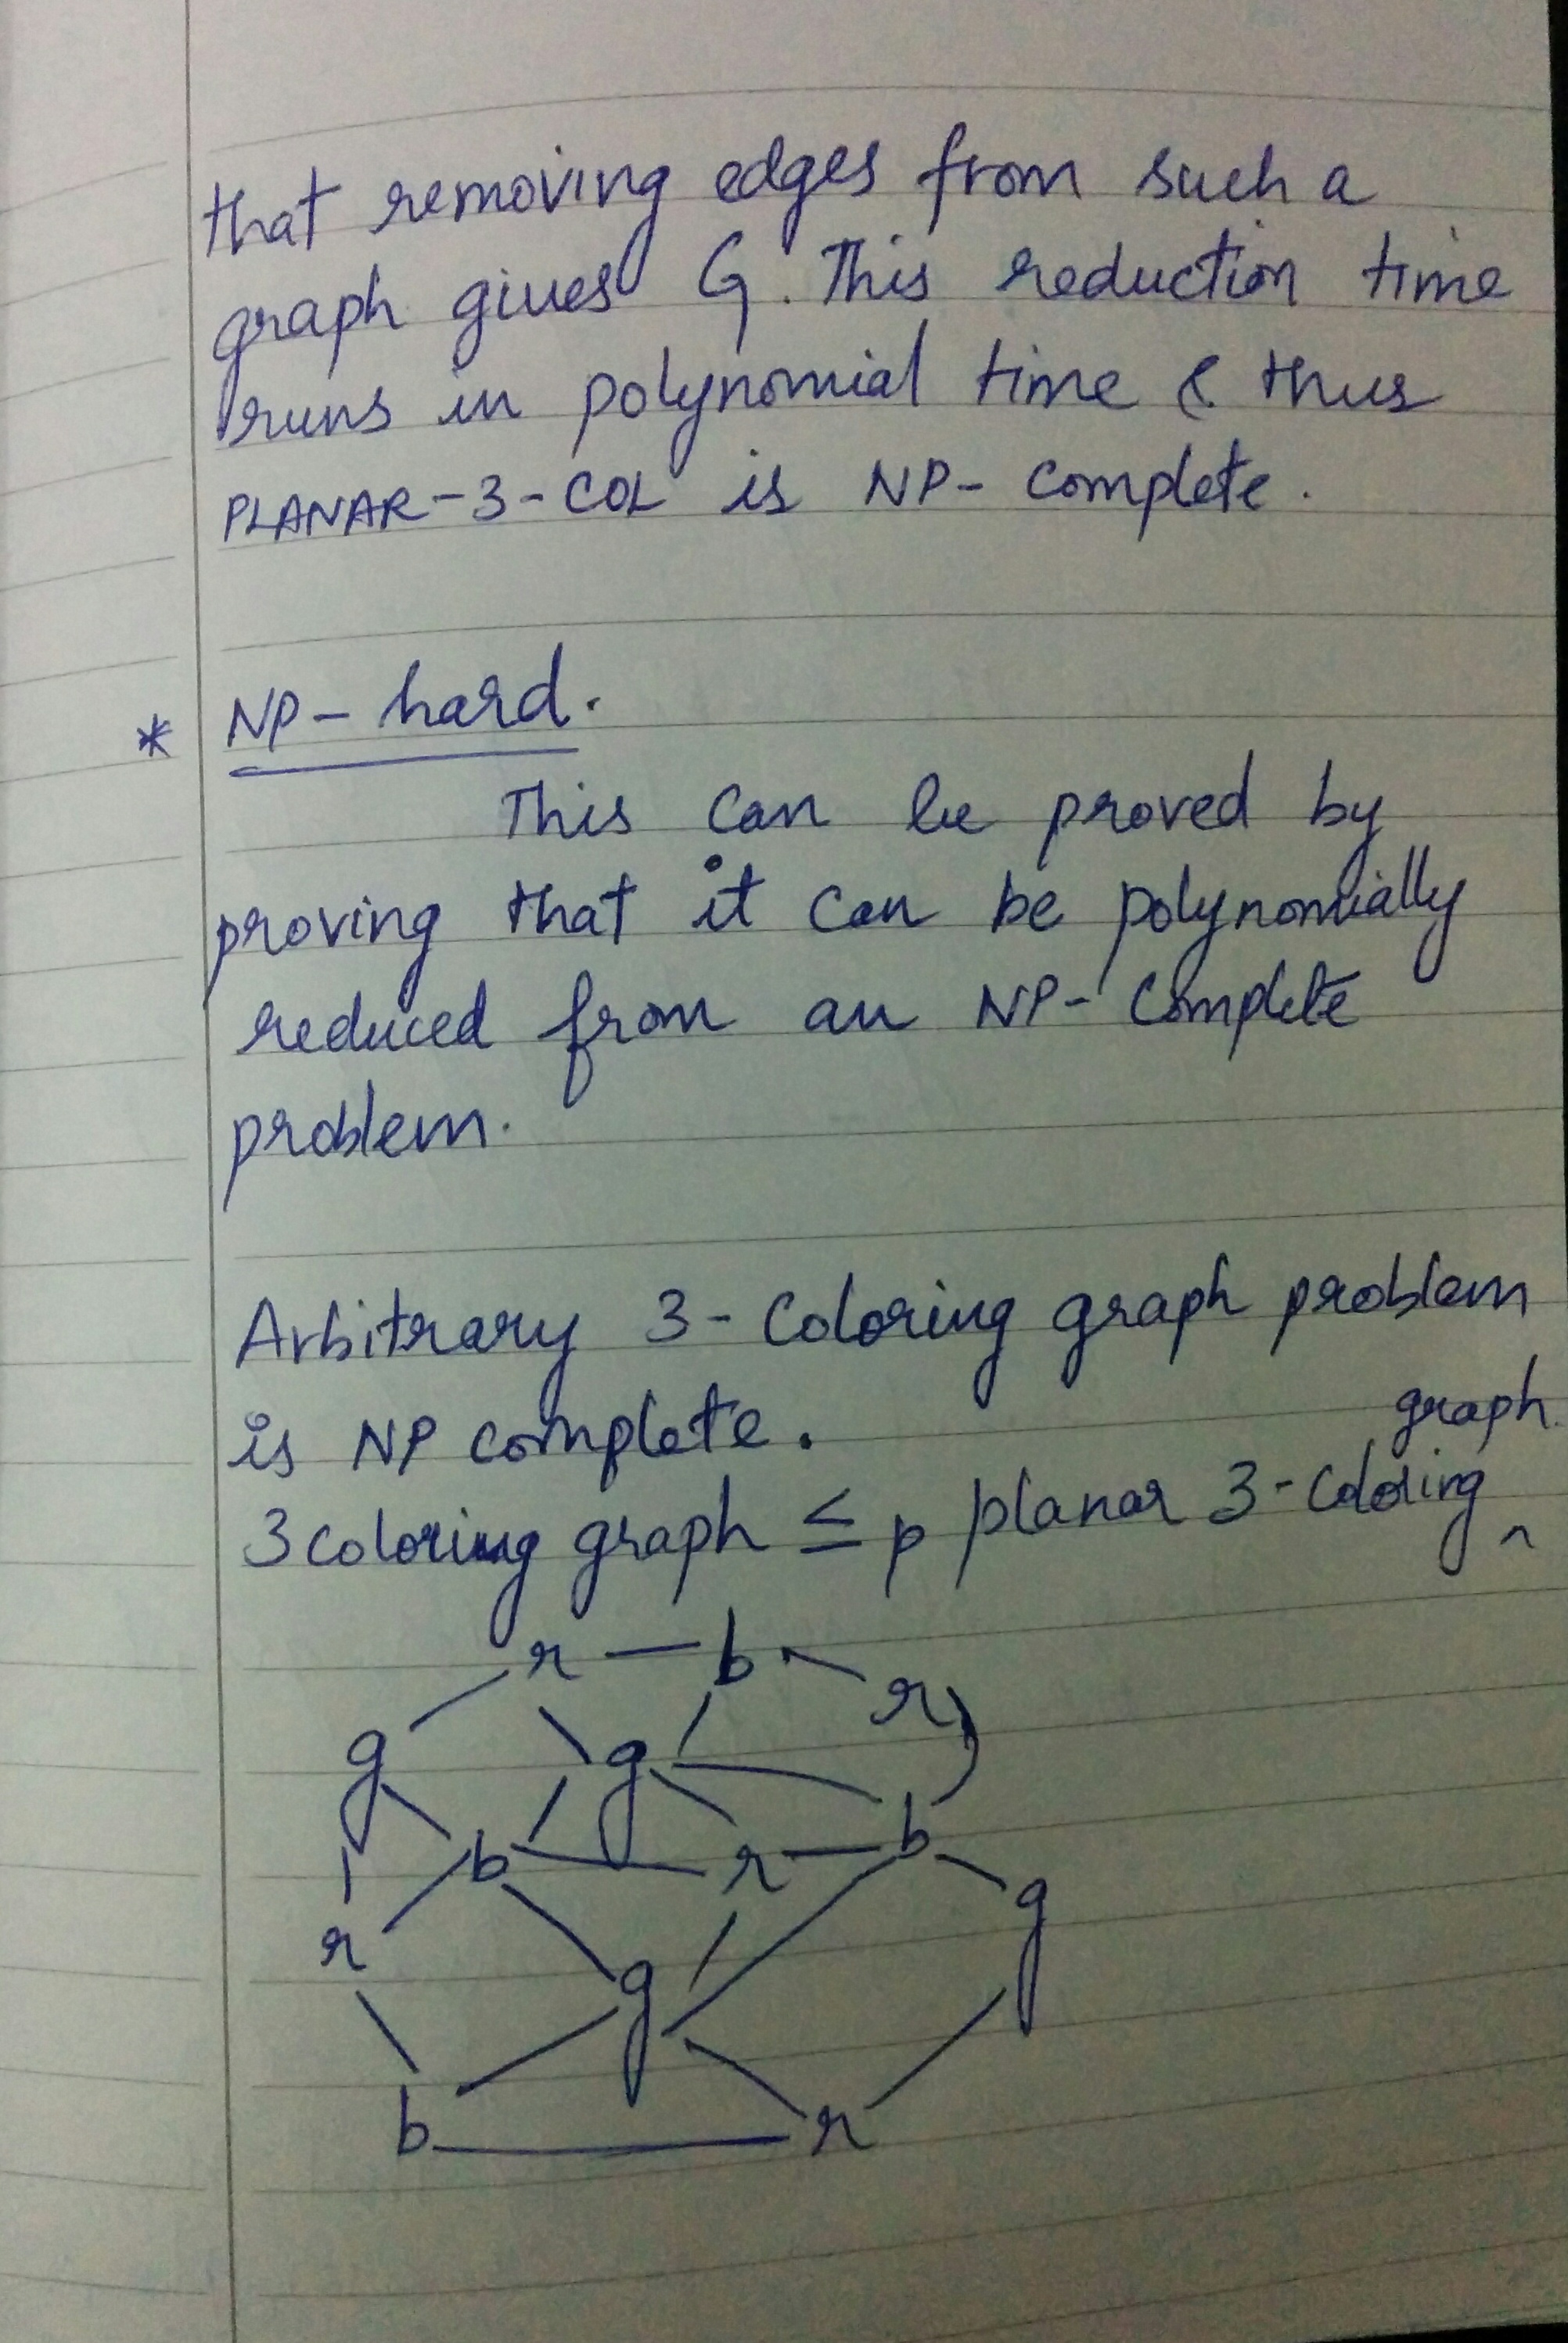 that removing edges from such a
graph gives G. This reduction time
runs in polynomial time & thus
PLANAR-3-COL is NP- Complete.
* NP- hard.
This can be proved by
proving that it can be polynomially
reduced from an NP- Complete
problem.
Arbitrary 3- Coloring graph problem
is NP complete.
graph
3 coloring graph ≤ p planar 3- Coloring ^
r b
r
g g
b
b r
g
r
g
b r